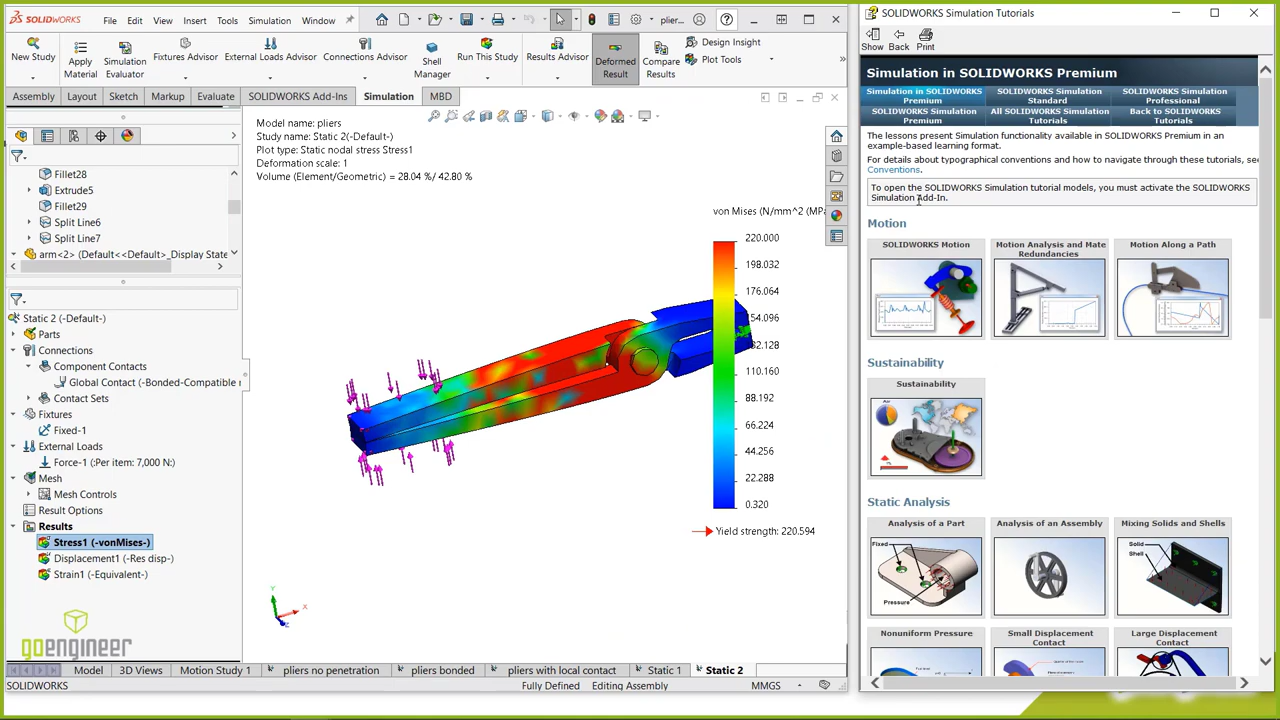 SOLIDWORKS File Edit View Insert Tools Simulation Window plier...
New Study
Apply Material
Simulation Evaluator
Fixtures Advisor
External Loads Advisor
Connections Advisor
Shell Manager
Run This Study
Results Advisor
Deformed Result
Compare Results
Design Insight
Plot Tools
Assembly Layout Sketch Markup Evaluate SOLIDWORKS Add-Ins Simulation MBD
Fillet28
Extrude5
Fillet29
Split Line6
Split Line7
arm<2> (Default<<Default>_Display State
Static 2 (-Default-)
Parts
Connections
Component Contacts
Global Contact (-Bonded-Compatible
Contact Sets
Fixtures
Fixed-1
External Loads
Force-1 (:Per item: 7,000 N:)
Mesh
Mesh Controls
Result Options
Results
Stress1 (-vonMises-)
Displacement1 (-Res disp-)
Strain1 (-Equivalent-)
goengineer
Model name: pliers
Study name: Static 2(-Default-)
Plot type: Static nodal stress Stress1
Deformation scale: 1
Volume (Element/Geometric) = 28.04 %/ 42.80 %
von Mises (N/mm^2 (MPa
220.000
198.032
176.064
54.096
32.128
110.160
88.192
66.224
44.256
22.288
0.320
Yield strength: 220.594
Y
X
Z
Model 3D Views Motion Study 1 pliers no penetration pliers bonded pliers with local contact Static 1 Static 2
SOLIDWORKS Fully Defined Editing Assembly MMGS
SOLIDWORKS Simulation Tutorials
Show Back Print
Simulation in SOLIDWORKS Premium
Simulation in SOLIDWORKS Premium
SOLIDWORKS Simulation Standard
SOLIDWORKS Simulation Professional
SOLIDWORKS Simulation Premium
All SOLIDWORKS Simulation Tutorials
Back to SOLIDWORKS Tutorials
The lessons present Simulation functionality available in SOLIDWORKS Premium in an
example-based learning format.
For details about typographical conventions and how to navigate through these tutorials, see
Conventions.
To open the SOLIDWORKS Simulation tutorial models, you must activate the SOLIDWORKS
Simulation Add-In.
Motion
SOLIDWORKS Motion
Motion Analysis and Mate Redundancies
Motion Along a Path
Sustainability
Sustainability
Static Analysis
Analysis of a Part
Analysis of an Assembly
Mixing Solids and Shells
Fixed
Pressure
Solid
Shell
Nonuniform Pressure
Small Displacement Contact
Large Displacement Contact